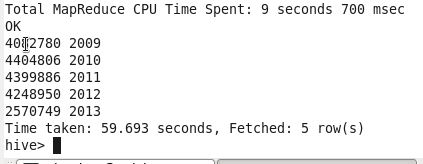 Total MapReduce CPU Time Spent: 9 seconds 700 msec
OK
2009
4404806 2010
4399886 2011
4248950 2012
2570749 2013
Time taken: 59.693 seconds, Fetched: 5 row(s)
hive>